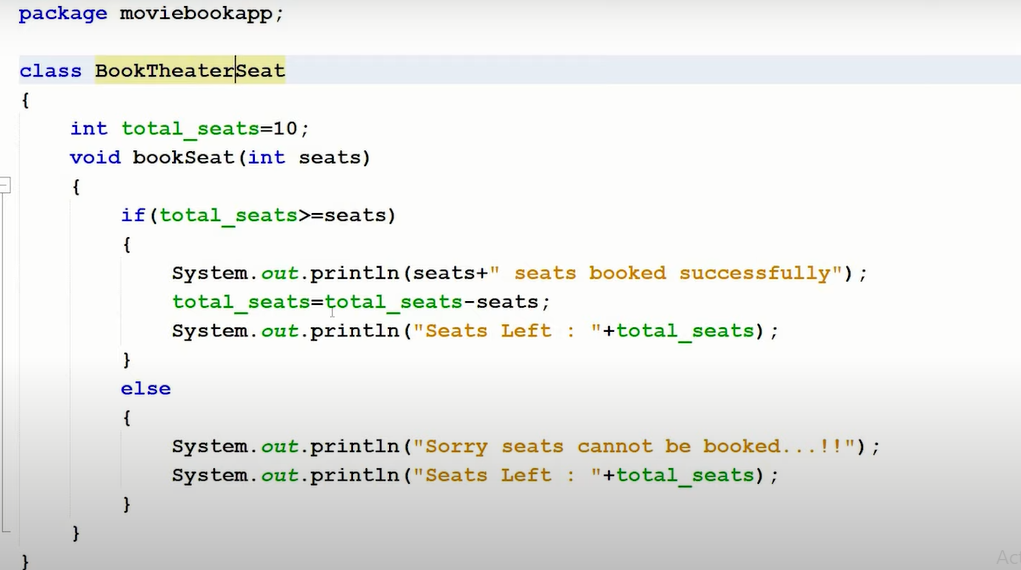 package moviebookapp;
class BookTheaterSeat
{
int total_seats=10;
void bookSeat(int seats)
{
if(total_seats>=seats)
{
System.out.println(seats+" seats booked successfully");
total_seats=total_seats-seats;
System.out.println("Seats Left : "+total_seats);
}
else
{
System.out.println("Sorry seats cannot be booked...!!");
System.out.println("Seats Left : "+total_seats);
}
}
}